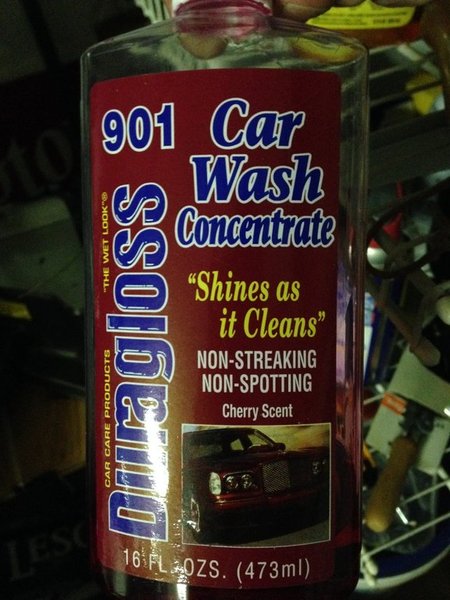 901
Car
Wash
Concentrate
"THE WET LOOK"®
Duragloss
CAR CARE PRODUCTS
"Shines as
it Cleans"
NON-STREAKING
NON-SPOTTING
Cherry Scent
16 FL. OZS. (473ml)